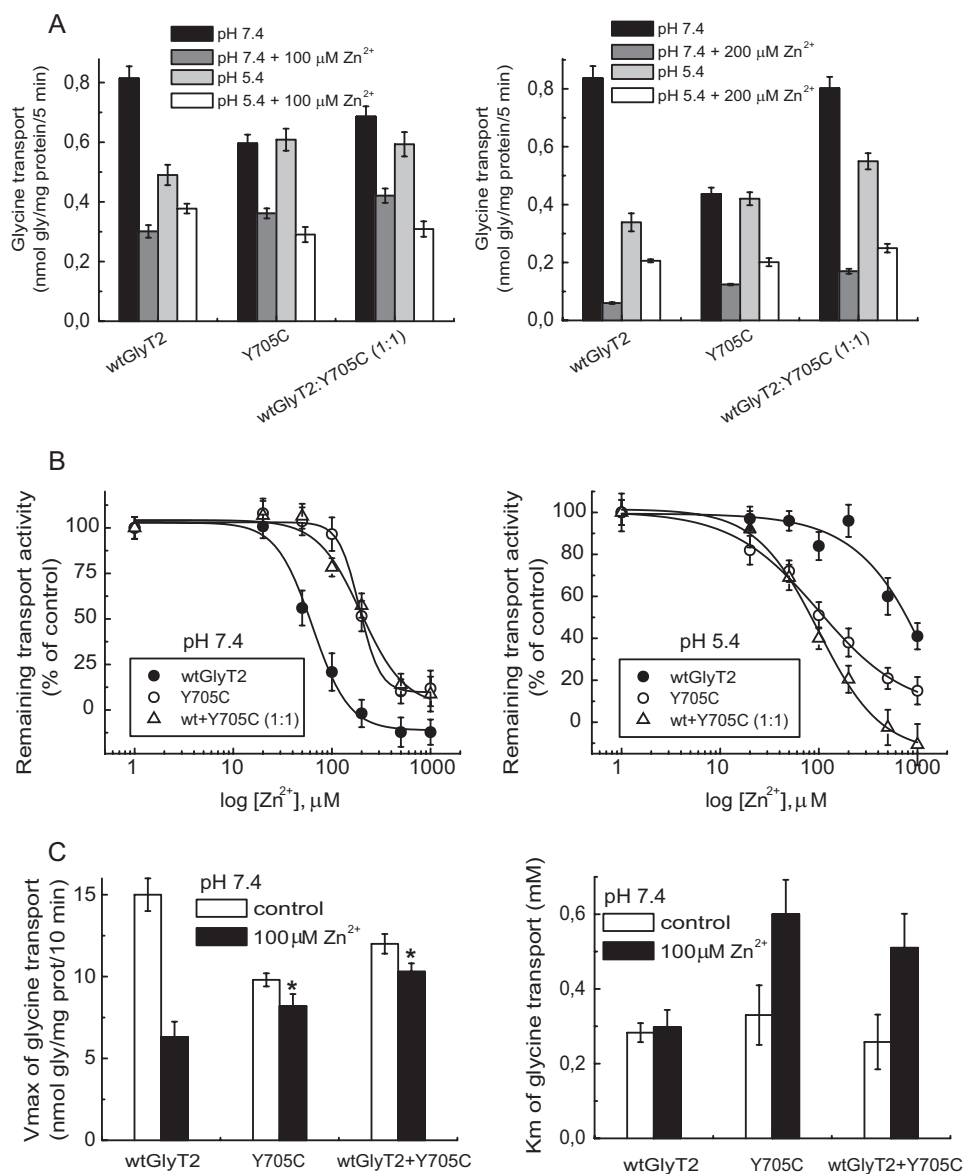 A
pH 7.4
pH 7.4 + 100 μM Zn2+
pH 5.4
pH 5.4 + 100 μM Zn2+
Glycine transport
(nmol gly/mg protein/5 min)
0,8
0,6
0,4
0,2
0,0
wtGlyT2
Y705C
wtGlyT2:Y705C (1:1)
pH 7.4
pH 7.4 + 200 μM Zn2+
pH 5.4
pH 5.4 + 200 μM Zn2+
Glycine transport
(nmol gly/mg protein/5 min)
0,8
0,6
0,4
0,2
0,0
wtGlyT2
Y705C
wtGlyT2:Y705C (1:1)
B
Remaining transport activity
(% of control)
100
75
50
25
0
pH 7.4
wtGlyT2
Y705C
wt+Y705C (1:1)
1 10 100 1000
log [Zn2+], μM
Remaining transport activity
(% of control)
100
80
60
40
20
0
pH 5.4
wtGlyT2
Y705C
wt+Y705C (1:1)
1 10 100 1000
log [Zn2+], μM
C
Vmax of glycine transport
(nmol gly/mg prot/10 min)
15
10
5
0
pH 7.4
control
100μM Zn2+
*
*
wtGlyT2
Y705C
wtGlyT2+Y705C
Km of glycine transport (mM)
0,6
0,4
0,2
0,0
pH 7.4
control
100μM Zn2+
wtGlyT2
Y705C
wtGlyT2+Y705C